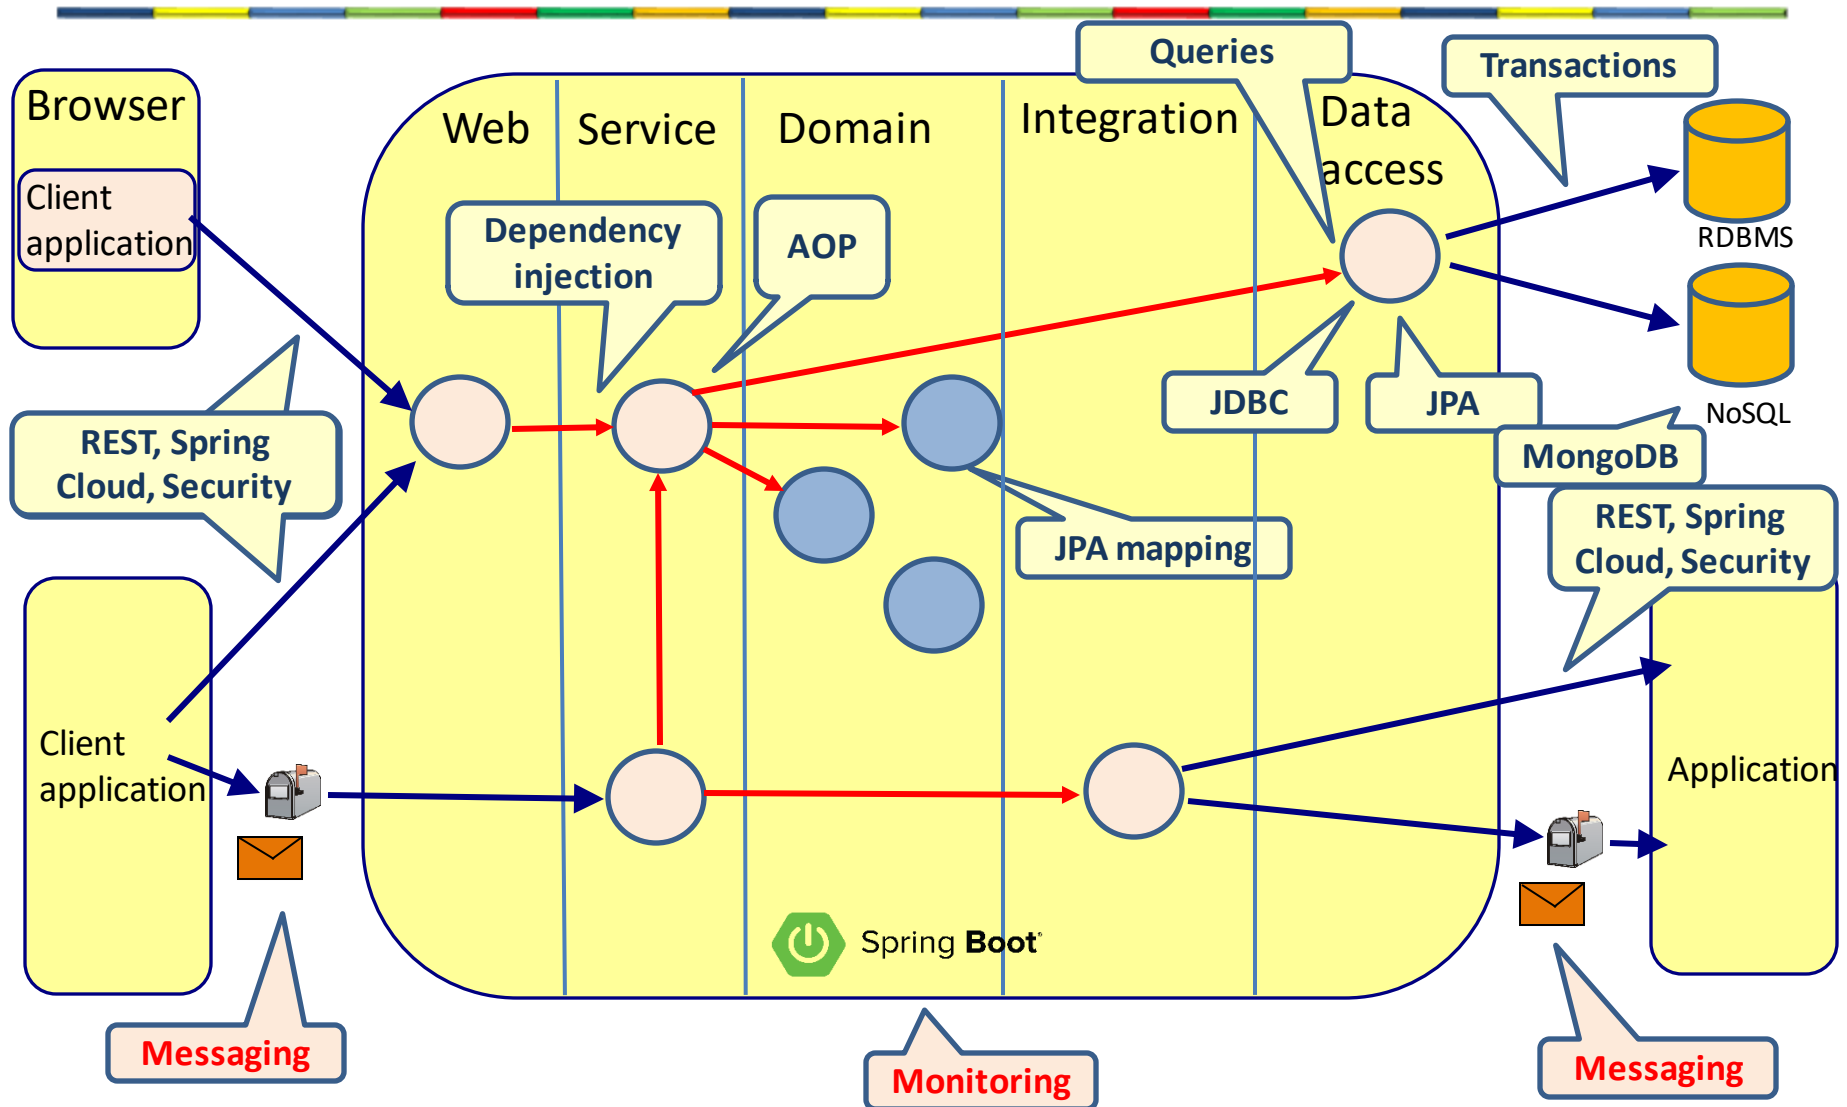 Queries
Transactions
Browser
Web
Service
Domain
Integration
Data
access
Client
application
Dependency
injection
AOP
RDBMS
JDBC
JPA
NoSQL
MongoDB
REST, Spring
Cloud, Security
JPA mapping
REST, Spring
Cloud, Security
Client
application
Application
Spring Boot
Messaging
Monitoring
Messaging